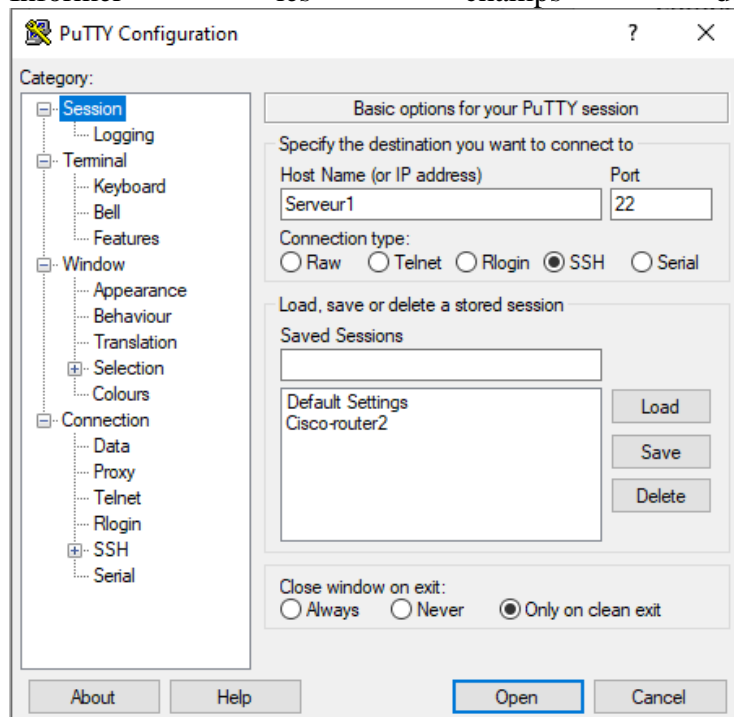 Informer les champs
PuTTY Configuration ? ×
Category:
Session
Logging
Terminal
Keyboard
Bell
Features
Window
Appearance
Behaviour
Translation
Selection
Colours
Connection
Data
Proxy
Telnet
Rlogin
SSH
Serial
Basic options for your PuTTY session
Specify the destination you want to connect to
Host Name (or IP address) Port
Serveur1 22
Connection type:
Raw Telnet Rlogin SSH Serial
Load, save or delete a stored session
Saved Sessions
Default Settings
Cisco-router2
Load
Save
Delete
Close window on exit:
Always Never Only on clean exit
About Help Open Cancel